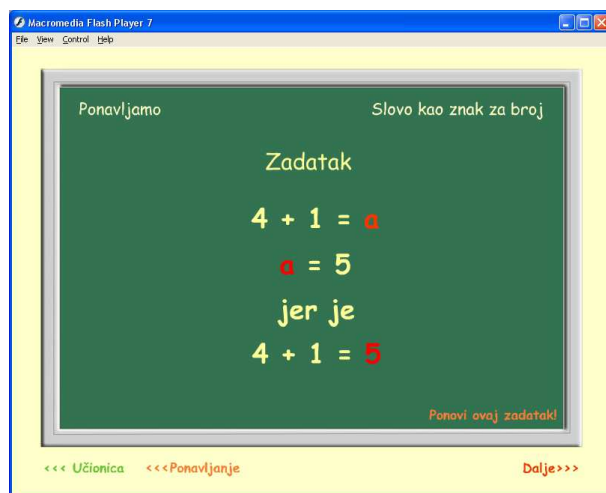 Macromedia Flash Player 7
File View Control Help
Ponavljamo Slovo kao znak za broj
Zadatak
4 + 1 = a
a = 5
jer je
4 + 1 = 5
Ponovi ovaj zadatak!
<<< Učionica <<<Ponavljanje Dalje>>>